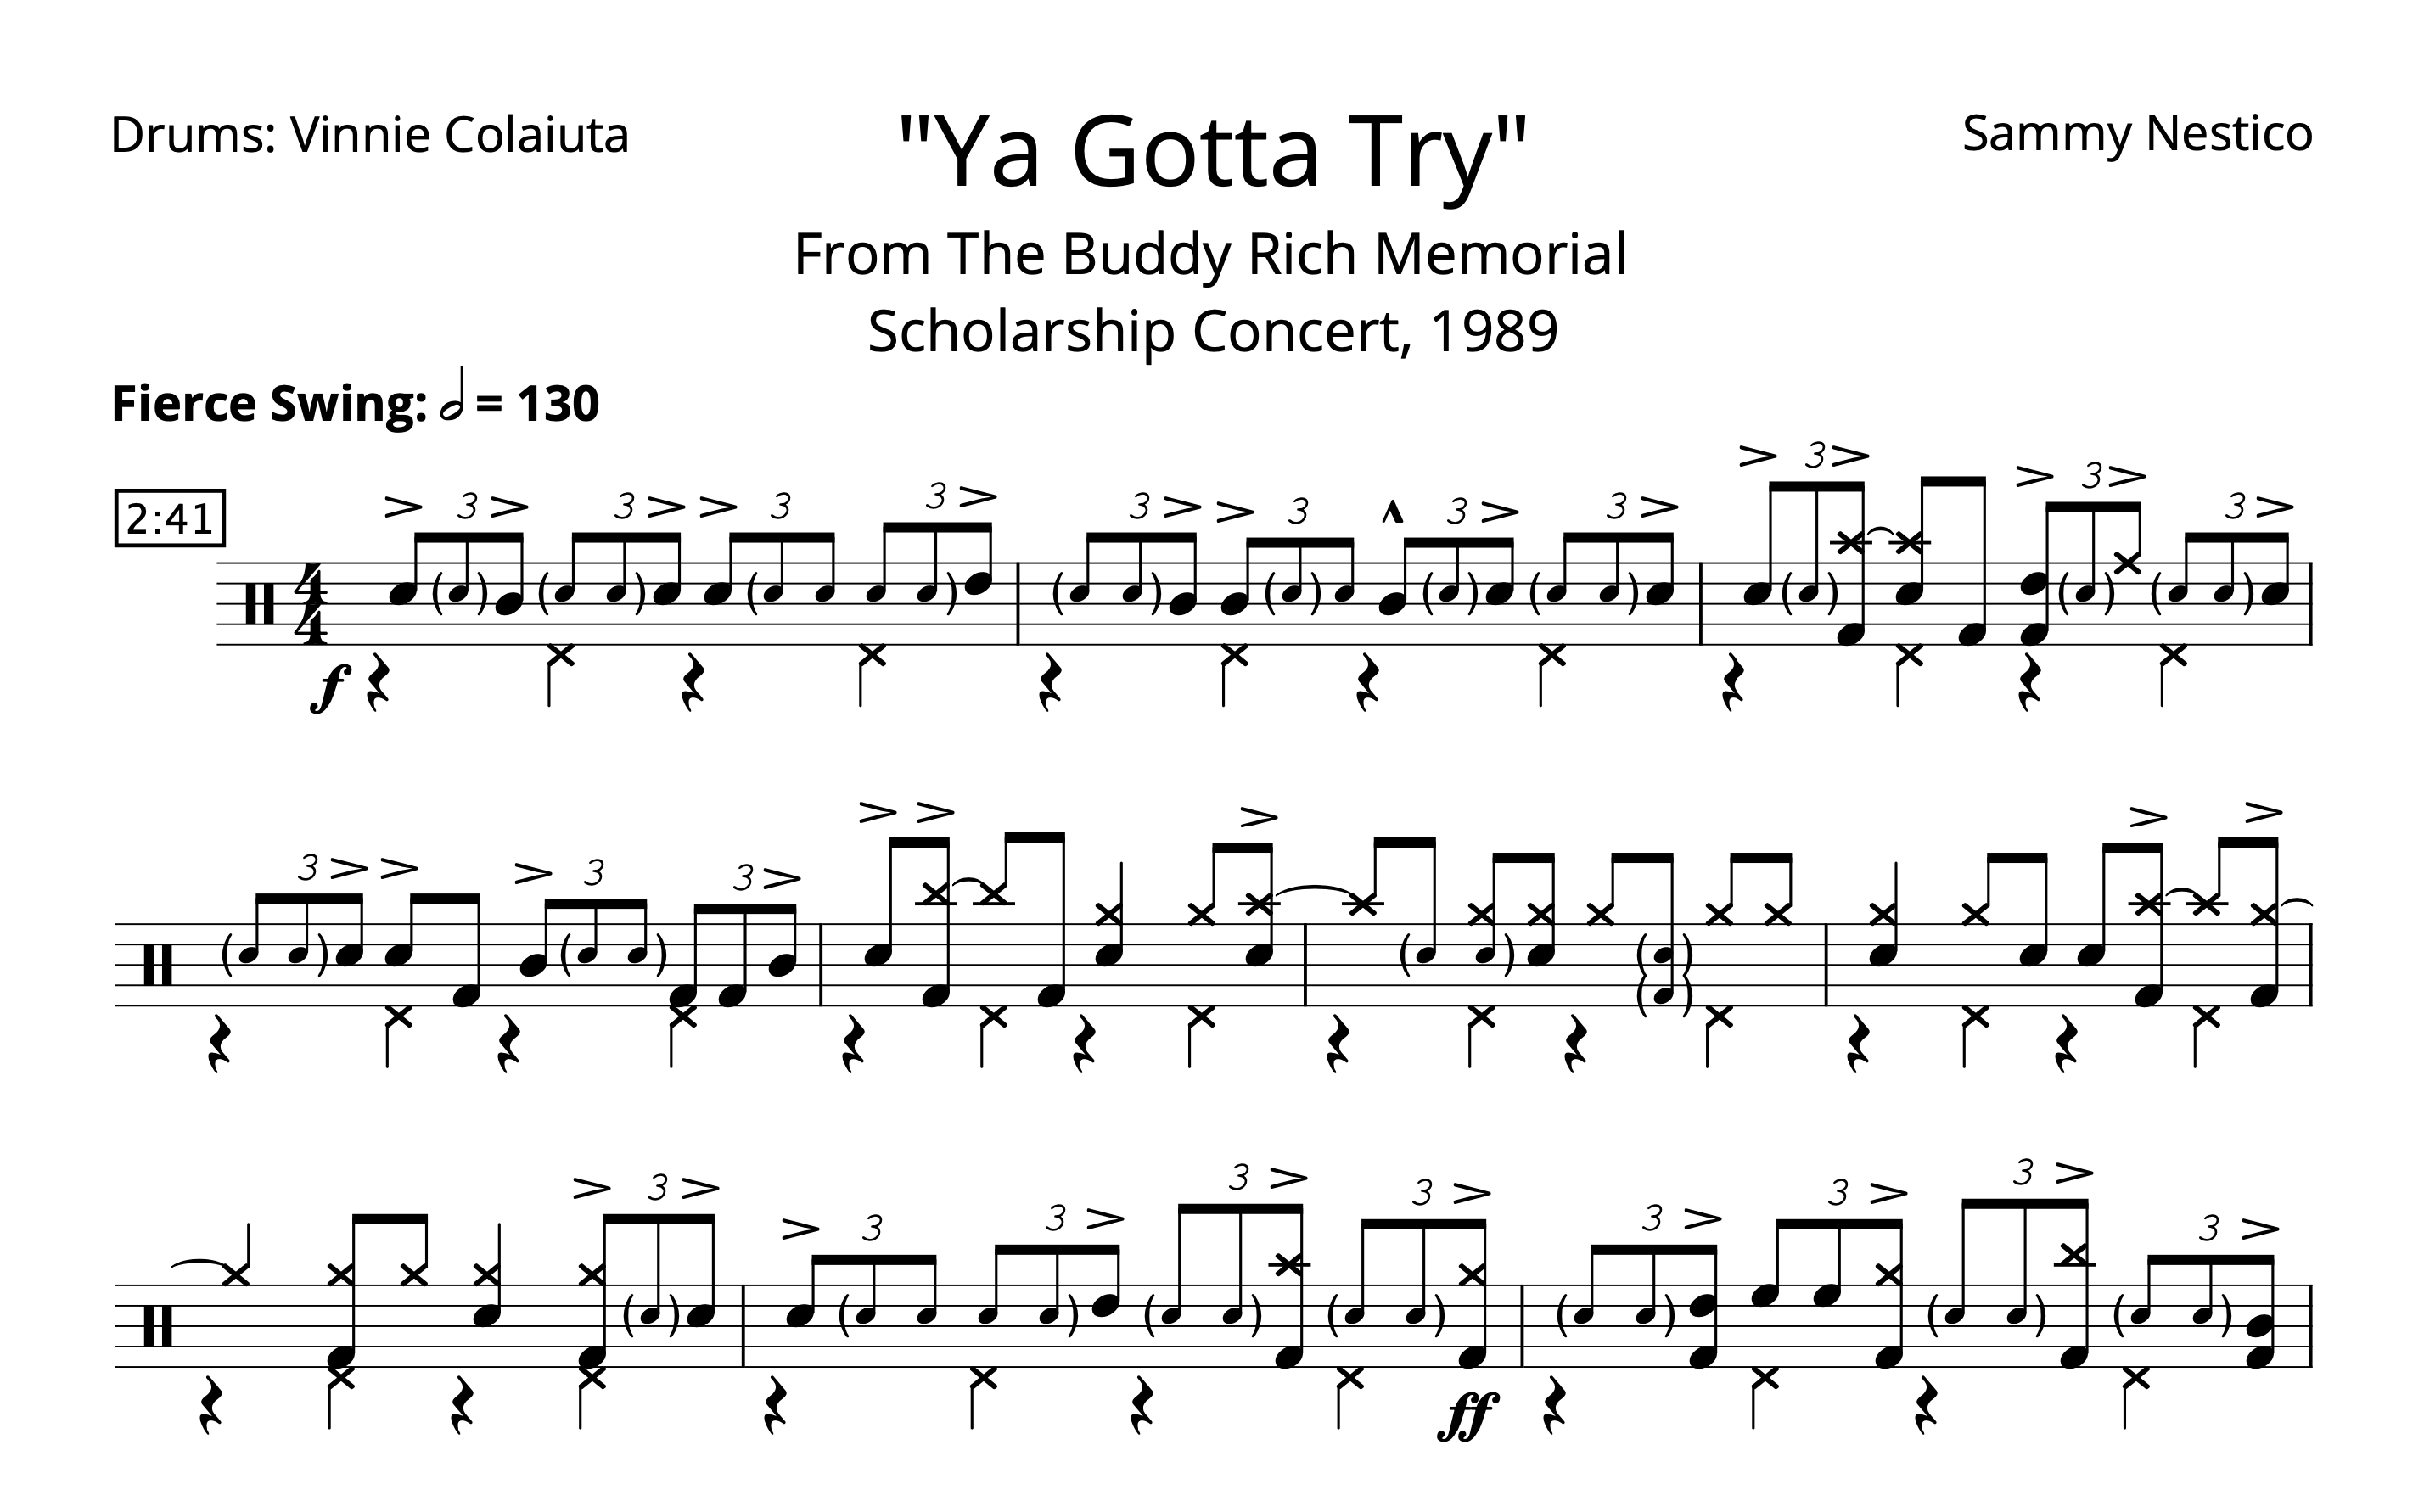 Drums: Vinnie Colaiuta
"Ya Gotta Try"
Sammy Nestico
From The Buddy Rich Memorial
Scholarship Concert, 1989
Fierce Swing: 𝅗𝅥 = 130
3 3 3 3 3 3 3 3 3 3 3
2:41
4
4
f
3 3 3
3 3 3 3 3 3 3 3 3
ff